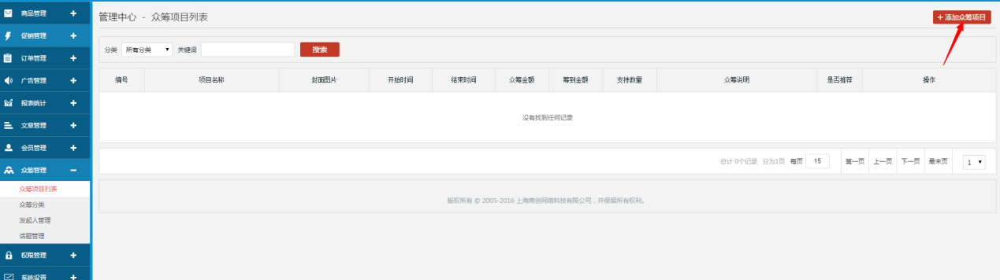 商品管理
促销管理
订单管理
广告管理
报表统计
文章管理
会员管理
众筹管理
众筹项目列表
众筹分类
发起人管理
话题管理
权限管理
系统设置
管理中心 - 众筹项目列表
+ 添加众筹项目
分类 所有分类 关键词 搜索
编号 项目名称 封面图片 开始时间 结束时间 众筹金额 筹到金额 支持数量 众筹说明 是否推荐 操作
没有找到任何记录
总计 0个记录 分为1页 每页 15 第一页 上一页 下一页 最末页 1
版权所有 © 2005-2016 上海商创网络科技有限公司，并保留所有权利。